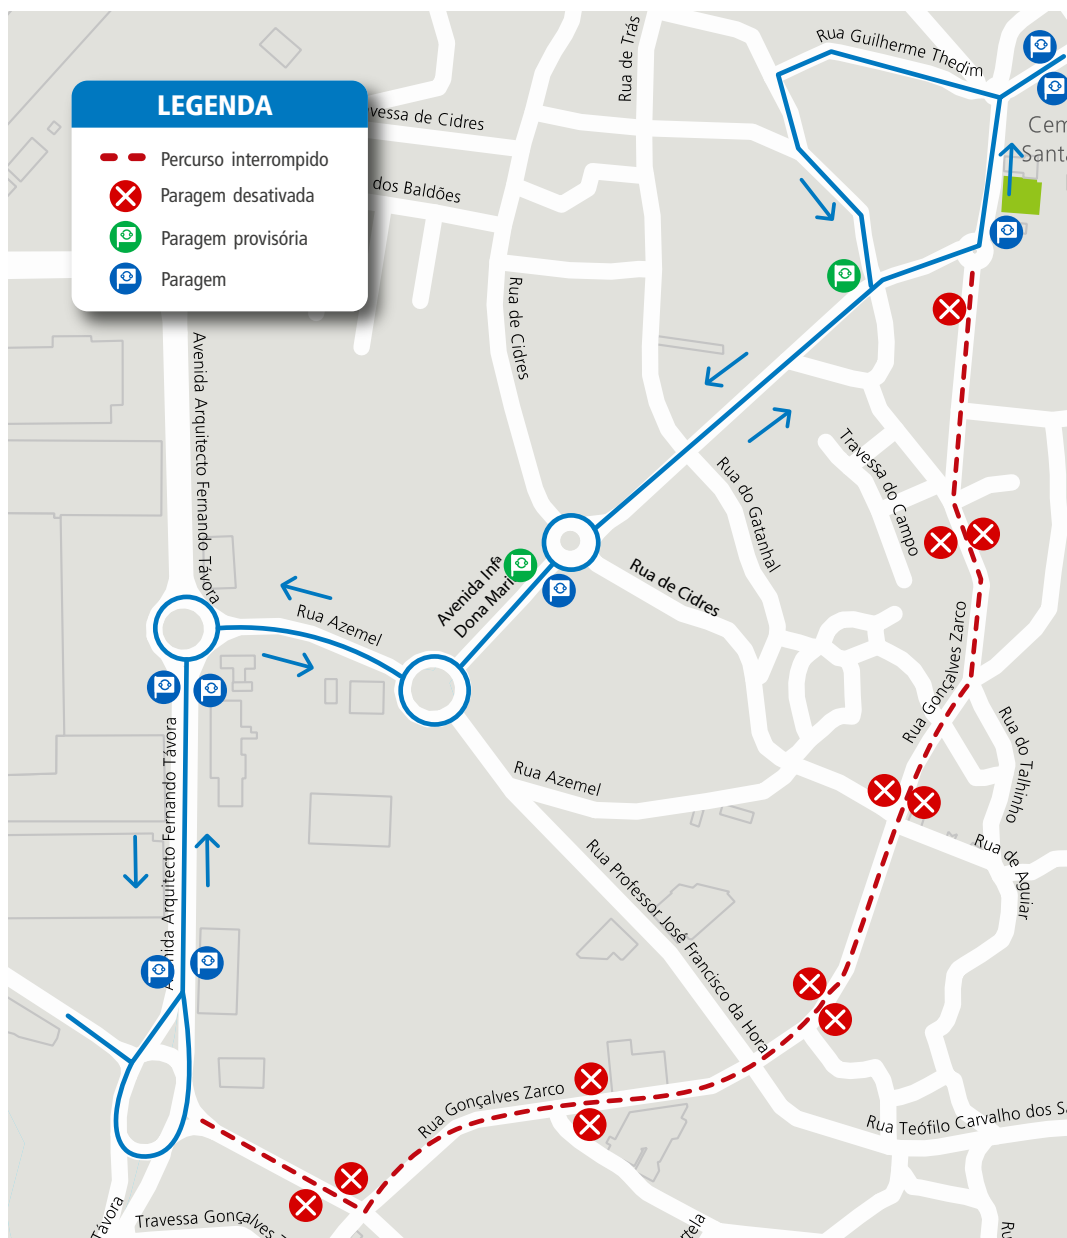 Rua Guilherme Thedim
Rua de Trás
LEGENDA
Percurso interrompido
Paragem desativada
Paragem provisória
Paragem
vessa de Cidres
dos Baldões
Cem
Santa
Rua de Cidres
Avenida Arquitecto Fernando Távora
Travessa do Campo
Rua do Gatanhal
Avenida Infª
Dona Mari
Rua de Cidres
Rua Azemel
Rua Gonçalves Zarco
Rua do Talhinho
Avenida Arquitecto Fernando Távora
Rua Azemel
Rua de Aguiar
Rua Professor José Francisco da Hora
Rua Gonçalves Zarco
Rua Teófilo Carvalho dos Sa
Távora
Travessa Gonçalves Z
rtela
Ru